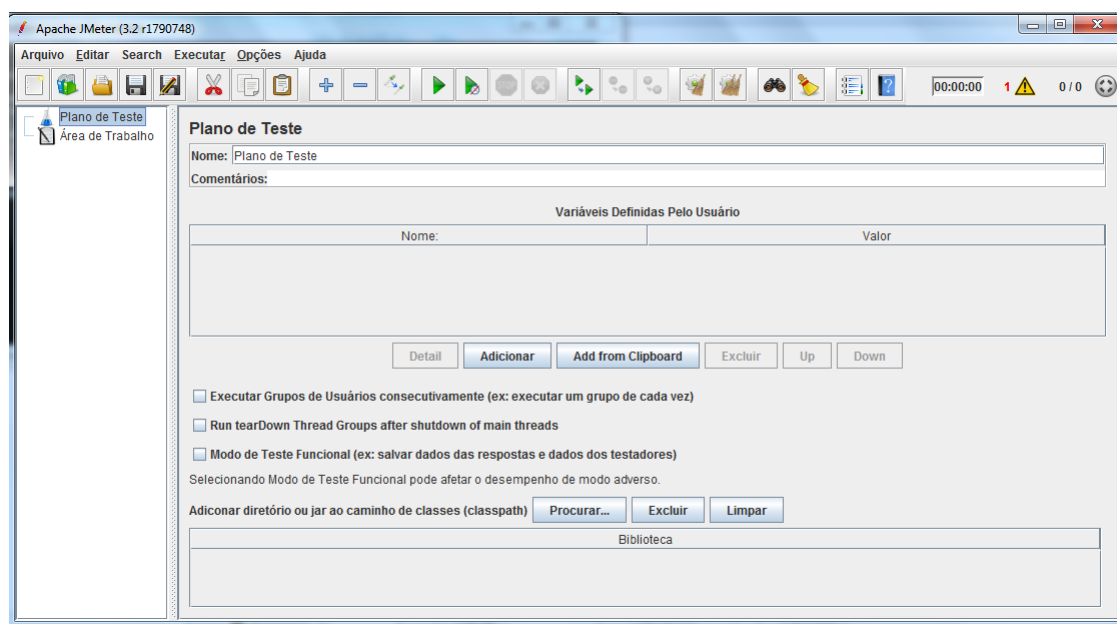 Apache JMeter (3.2 r1790748)
Arquivo Editar Search Executar Opções Ajuda
00:00:00 1 0 / 0
Plano de Teste
Área de Trabalho
Plano de Teste
Nome: Plano de Teste
Comentários:
Variáveis Definidas Pelo Usuário
Nome: Valor
Detail Adicionar Add from Clipboard Excluir Up Down
Executar Grupos de Usuários consecutivamente (ex: executar um grupo de cada vez)
Run tearDown Thread Groups after shutdown of main threads
Modo de Teste Funcional (ex: salvar dados das respostas e dados dos testadores)
Selecionando Modo de Teste Funcional pode afetar o desempenho de modo adverso.
Adiconar diretório ou jar ao caminho de classes (classpath) Procurar... Excluir Limpar
Biblioteca